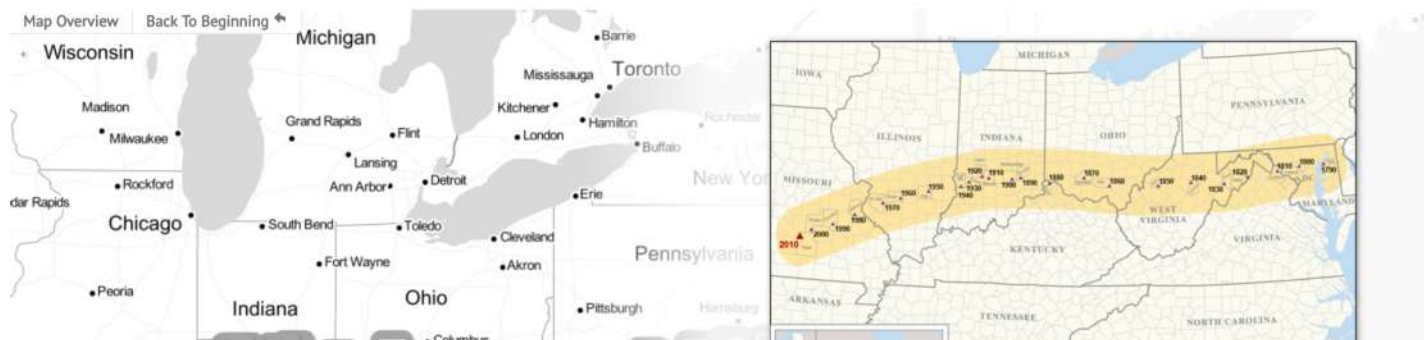 Map Overview
Back To Beginning
Wisconsin
Michigan
Barrie
Toronto
Mississauga
Madison
Kitchener
Milwaukee
Grand Rapids
Flint
London
Hamilton
Rochester
Lansing
Buffalo
Rockford
Ann Arbor
Detroit
New Yor
dar Rapids
Erie
Chicago
South Bend
Toledo
Cleveland
Pennsylvania
Fort Wayne
Akron
Peoria
Indiana
Ohio
Pittsburgh
Harrisburg
Columbus
MICHIGAN
IOWA
PENNSYLVANIA
ILLINOIS
INDIANA
OHIO
MISSOURI
1920
1910
1930
1940
1900
1890
1880
1870
1860
1850
1840
1830
1820
1810
1800
1790
DC
MARYLAND
1960
1950
1970
1980
1990
2000
2010
WEST
VIRGINIA
VIRGINIA
KENTUCKY
ARKANSAS
TENNESSEE
NORTH CAROLINA